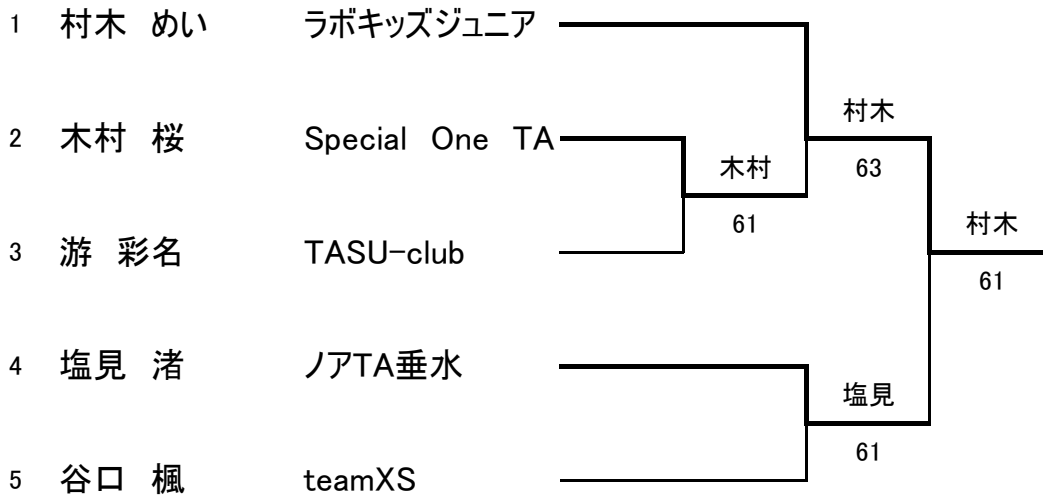 1 村木 めい ラボキッズジュニア
村木
2 木村 桜 Special One TA
木村
63
61
村木
3 游 彩名 TASU-club
61
4 塩見 渚 ノアTA垂水
塩見
61
5 谷口 楓 teamXS